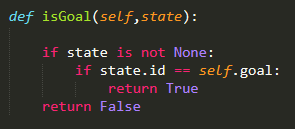 def isGoal(self,state):
if state is not None:
if state.id == self.goal:
return True
return False